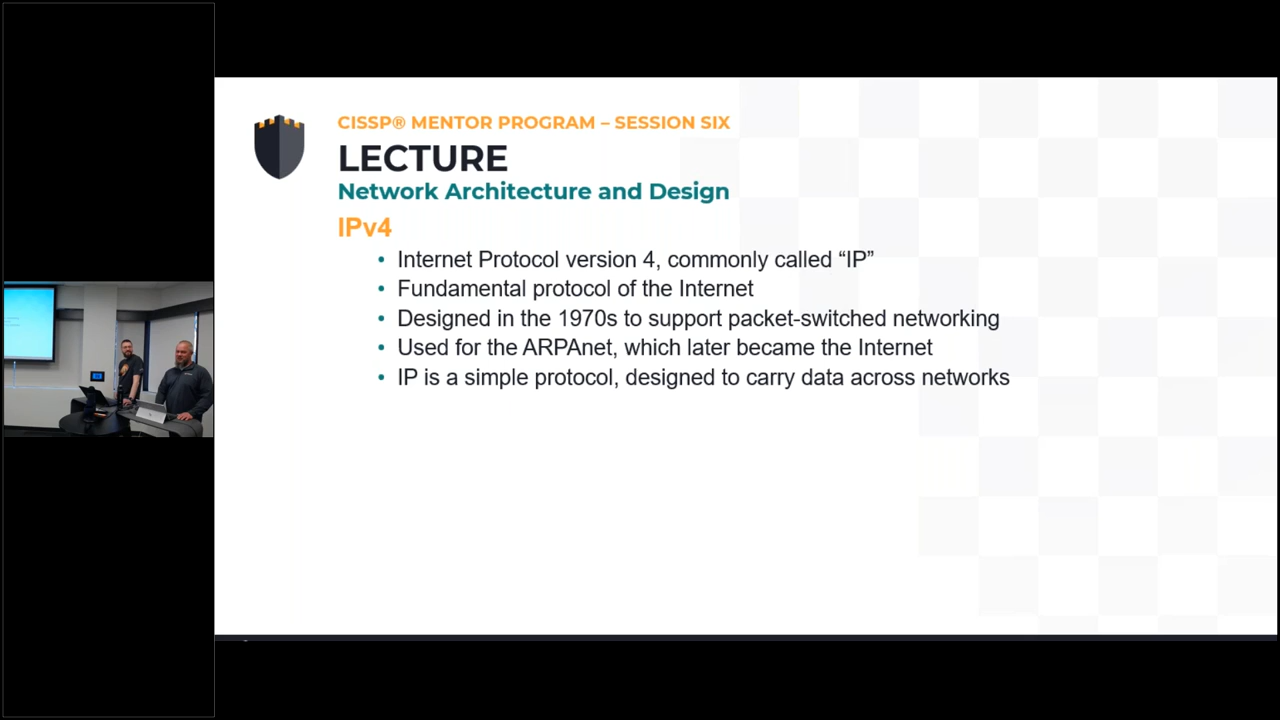 CISSP® MENTOR PROGRAM – SESSION SIX
LECTURE
Network Architecture and Design
IPv4
• Internet Protocol version 4, commonly called “IP”
• Fundamental protocol of the Internet
• Designed in the 1970s to support packet-switched networking
• Used for the ARPAnet, which later became the Internet
• IP is a simple protocol, designed to carry data across networks